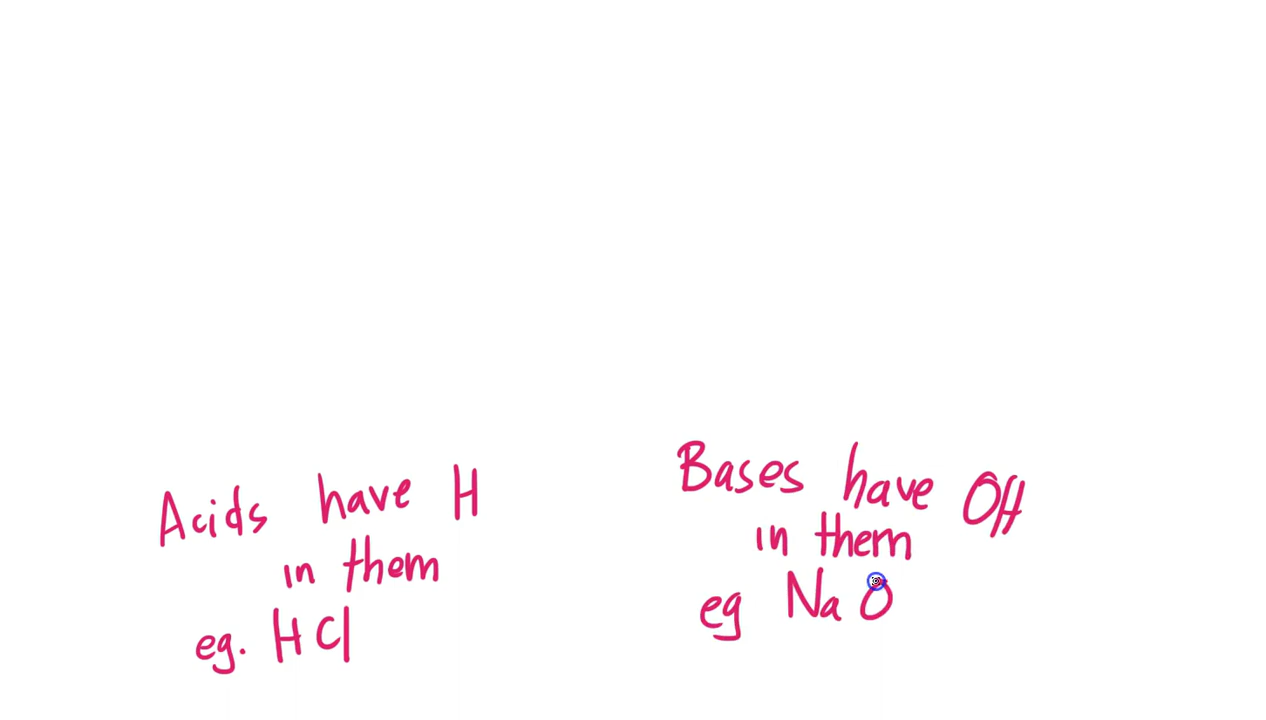 Acids have H
in them
eg. HCl
Bases have OH
in them
eg NaO